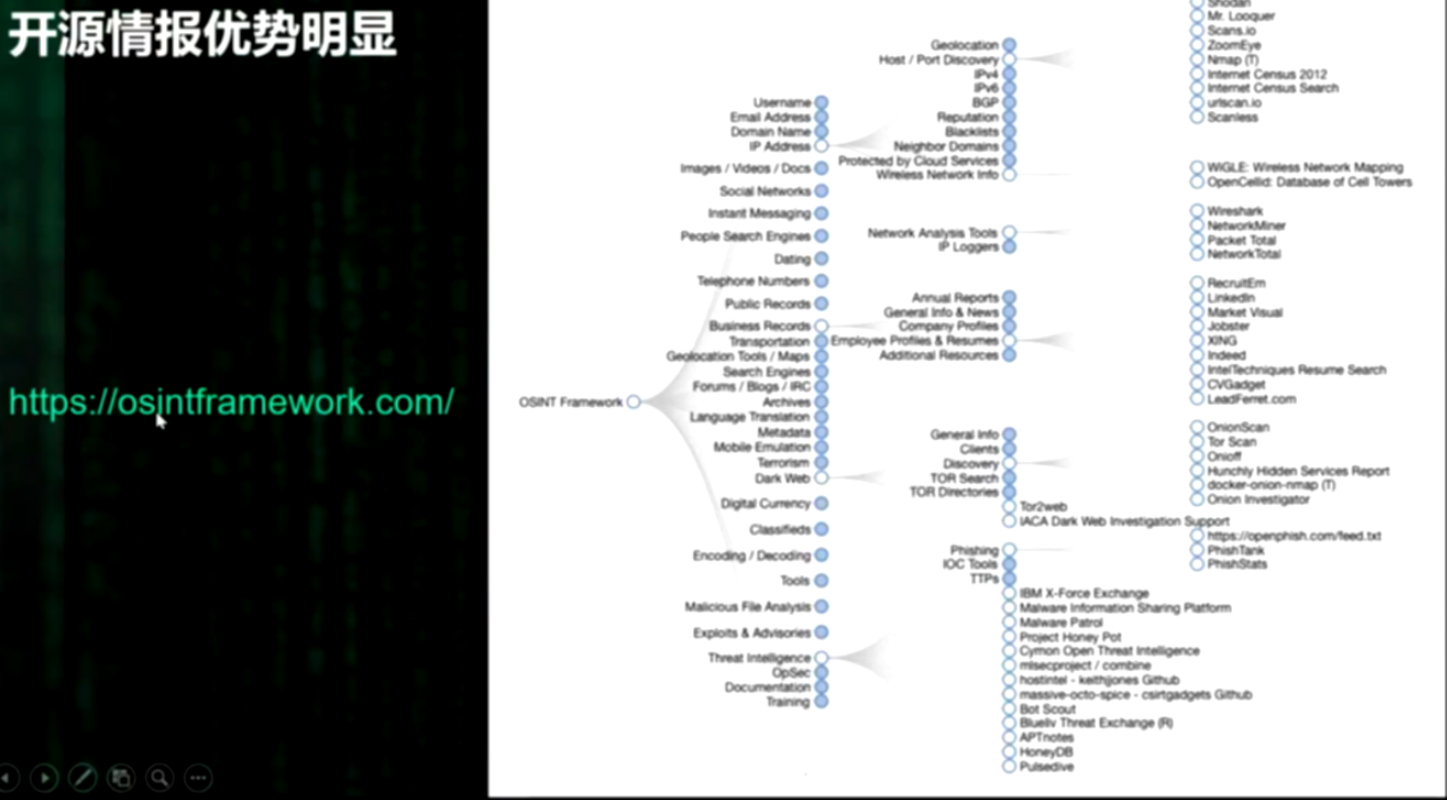 开源情报优势明显
https://osintframework.com/
OSINT Framework
Username
Email Address
Domain Name
IP Address
Images / Videos / Docs
Social Networks
Instant Messaging
People Search Engines
Dating
Telephone Numbers
Public Records
Business Records
Transportation
Geolocation Tools / Maps
Search Engines
Forums / Blogs / IRC
Archives
Language Translation
Metadata
Mobile Emulation
Terrorism
Dark Web
Digital Currency
Classifieds
Encoding / Decoding
Tools
Malicious File Analysis
Exploits & Advisories
Threat Intelligence
OpSec
Documentation
Training
Geolocation
Host / Port Discovery
IPv4
IPv6
BGP
Reputation
Blacklists
Neighbor Domains
Protected by Cloud Services
Wireless Network Info
Network Analysis Tools
IP Loggers
Annual Reports
General Info & News
Company Profiles
Employee Profiles & Resumes
Additional Resources
General Info
Clients
Discovery
TOR Search
TOR Directories
Tor2web
IACA Dark Web Investigation Support
Phishing
IOC Tools
TTPs
IBM X-Force Exchange
Malware Information Sharing Platform
Malware Patrol
Project Honey Pot
Cymon Open Threat Intelligence
mlsecproject / combine
hostintel - keithjjones Github
massive-octo-spice - csirtgadgets Github
Bot Scout
Blueliv Threat Exchange (R)
APTnotes
HoneyDB
Pulsedive
Shodan
Mr. Looquer
Scans.io
ZoomEye
Nmap (T)
Internet Census 2012
Internet Census Search
urlscan.io
Scanless
WiGLE: Wireless Network Mapping
OpenCellid: Database of Cell Towers
Wireshark
NetworkMiner
Packet Total
NetworkTotal
RecruitEm
LinkedIn
Market Visual
Jobster
XING
Indeed
IntelTechniques Resume Search
CVGadget
LeadFerret.com
OnionScan
Tor Scan
Onioff
Hunchly Hidden Services Report
docker-onion-nmap (T)
Onion Investigator
https://openphish.com/feed.txt
PhishTank
PhishStats